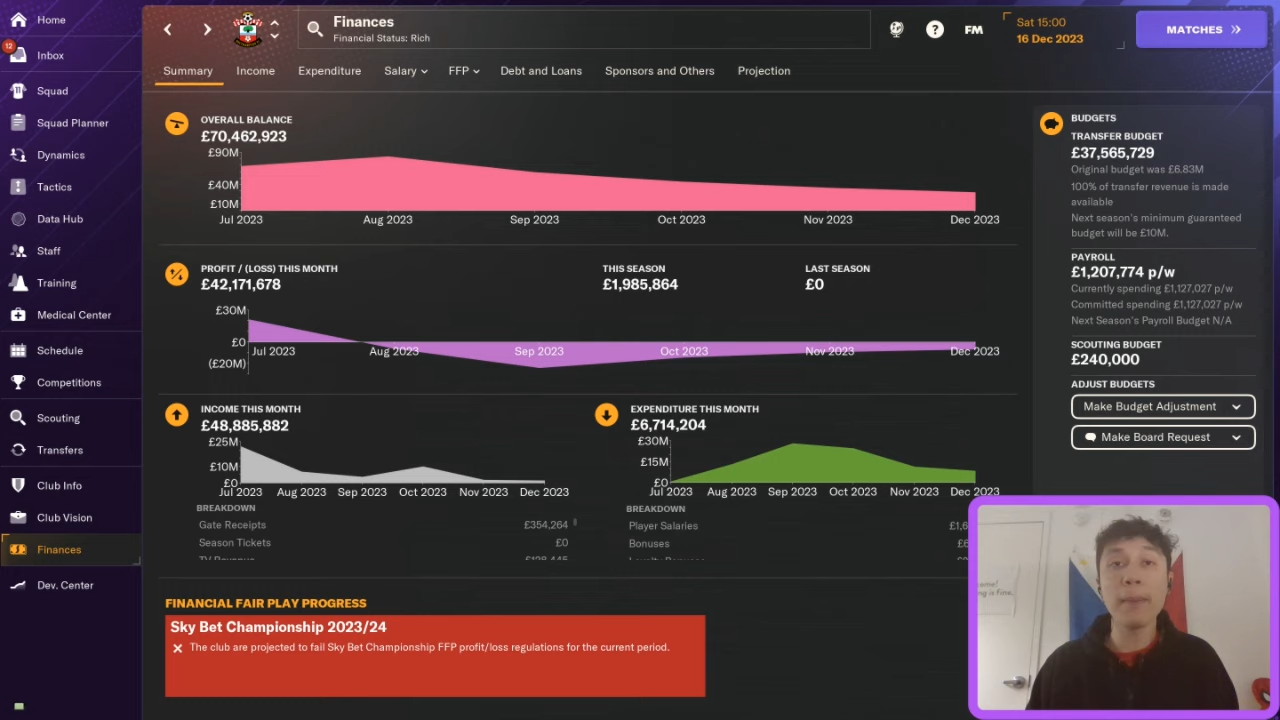 Home
12
Inbox
Squad
Squad Planner
Dynamics
Tactics
Data Hub
Staff
Training
Medical Center
Schedule
Competitions
Scouting
Transfers
Club Info
Club Vision
Finances
Dev. Center
Finances
Financial Status: Rich
?
FM
Sat 15:00
16 Dec 2023
MATCHES
Summary
Income
Expenditure
Salary
FFP
Debt and Loans
Sponsors and Others
Projection
OVERALL BALANCE
£70,462,923
£90M
£40M
£10M
Jul 2023
Aug 2023
Sep 2023
Oct 2023
Nov 2023
Dec 2023
PROFIT / (LOSS) THIS MONTH
£42,171,678
THIS SEASON
£1,985,864
LAST SEASON
£0
£30M
£0
(£20M)
Jul 2023
Aug 2023
Sep 2023
Oct 2023
Nov 2023
Dec 2023
INCOME THIS MONTH
£48,885,882
£25M
£10M
£0
Jul 2023
Aug 2023
Sep 2023
Oct 2023
Nov 2023
Dec 2023
BREAKDOWN
Gate Receipts £354,264
Season Tickets £0
TV Revenue £128,445
EXPENDITURE THIS MONTH
£6,714,204
£30M
£15M
£0
Jul 2023
Aug 2023
Sep 2023
Oct 2023
Nov 2023
Dec 2023
BREAKDOWN
Player Salaries £1,6
Bonuses
Loyalty Bonuses
FINANCIAL FAIR PLAY PROGRESS
Sky Bet Championship 2023/24
The club are projected to fail Sky Bet Championship FFP profit/loss regulations for the current period.
BUDGETS
TRANSFER BUDGET
£37,565,729
Original budget was £6.83M
100% of transfer revenue is made
available
Next season's minimum guaranteed
budget will be £10M.
PAYROLL
£1,207,774 p/w
Currently spending £1,127,027 p/w
Committed spending £1,127,027 p/w
Next Season's Payroll Budget N/A
SCOUTING BUDGET
£240,000
ADJUST BUDGETS
Make Budget Adjustment
Make Board Request